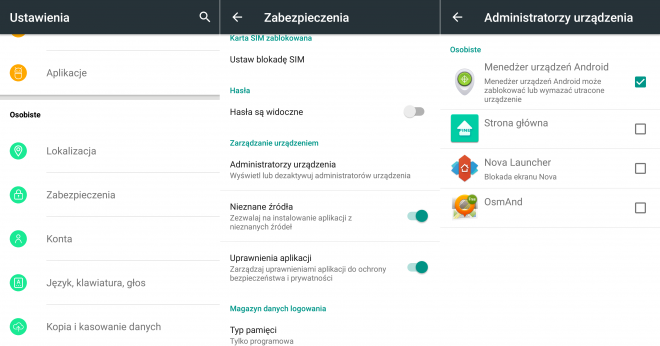 Ustawienia
Aplikacje
Osobiste
Lokalizacja
Zabezpieczenia
Konta
Język, klawiatura, głos
Kopia i kasowanie danych
Zabezpieczenia
Karta SIM zablokowana
Ustaw blokadę SIM
Hasła
Hasła są widoczne
Zarządzanie urządzeniem
Administratorzy urządzenia
Wyświetl lub dezaktywuj administratorów urządzenia
Nieznane źródła
Zezwalaj na instalowanie aplikacji z
nieznanych źródeł
Uprawnienia aplikacji
Zarządzaj uprawnieniami aplikacji do ochrony
bezpieczeństwa i prywatności
Magazyn danych logowania
Typ pamięci
Tylko programowa
Administratorzy urządzenia
Osobiste
Menedżer urządzeń Android
Menedżer urządzeń Android może
zablokować lub wymazać utracone
urządzenie
Strona główna
Nova Launcher
Blokada ekranu Nova
OsmAnd